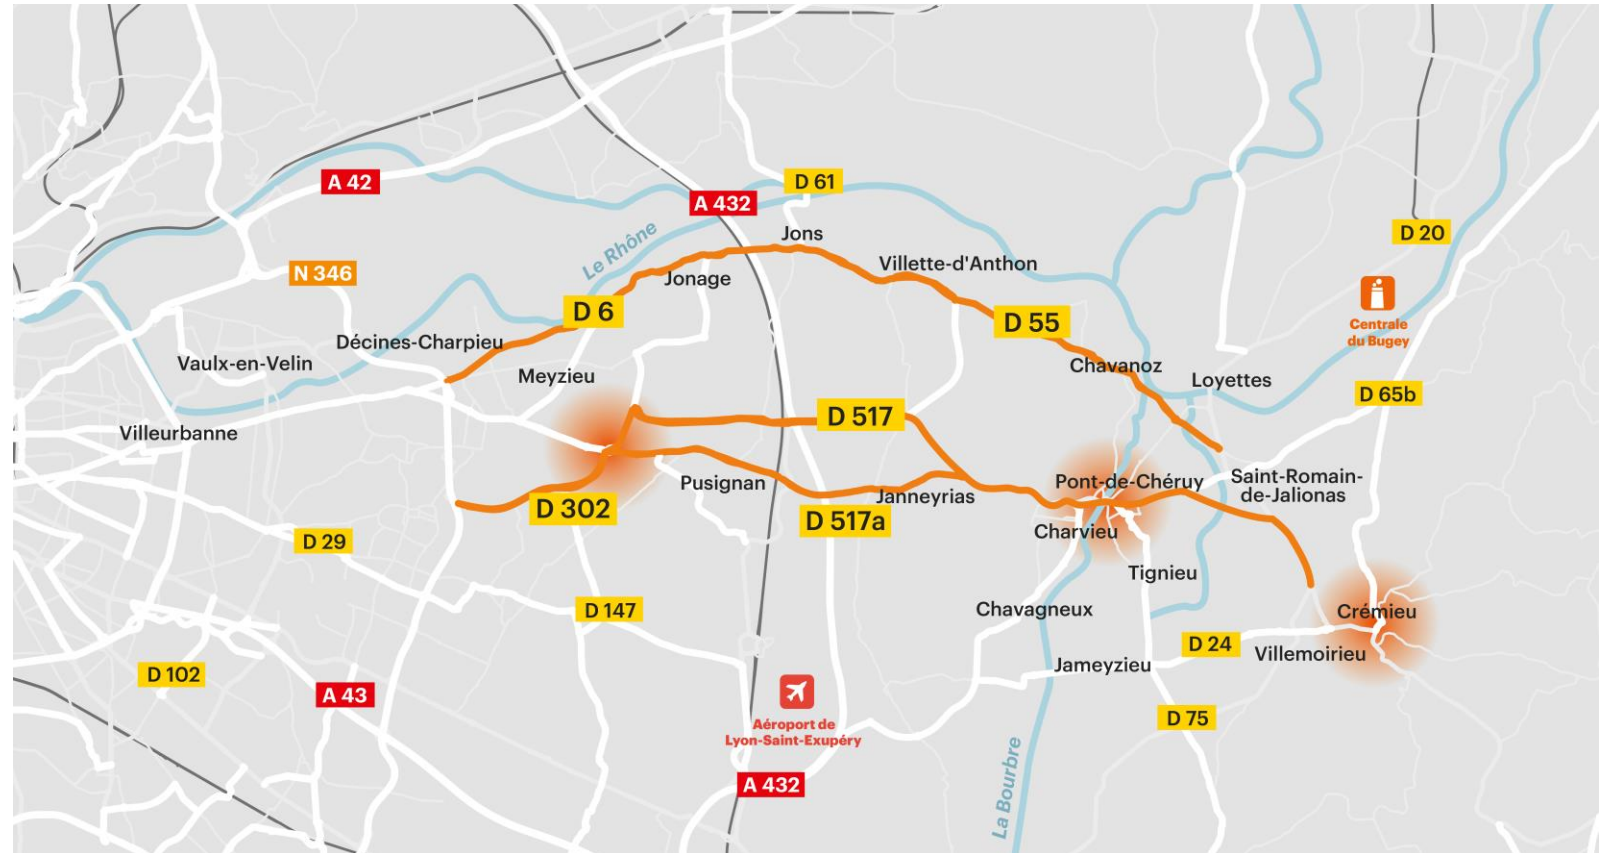 A 42
D 61
A 432
Le Rhône
Jons
D 20
N 346
Jonage
Villette-d'Anthon
D 6
D 55
Centrale
du Bugey
Décines-Charpieu
Vaulx-en-Velin
Meyzieu
Chavanoz
Loyettes
D 65b
Villeurbanne
D 517
Pusignan
Janneyrias
Pont-de-Chéruy
Saint-Romain-
de-Jalionas
D 302
D 517a
Charvieu
D 29
Tignieu
D 147
Chavagneux
Crémieu
D 24
Villemoirieu
Jameyzieu
D 102
A 43
Aéroport de
Lyon-Saint-Exupéry
D 75
La Bourbre
A 432